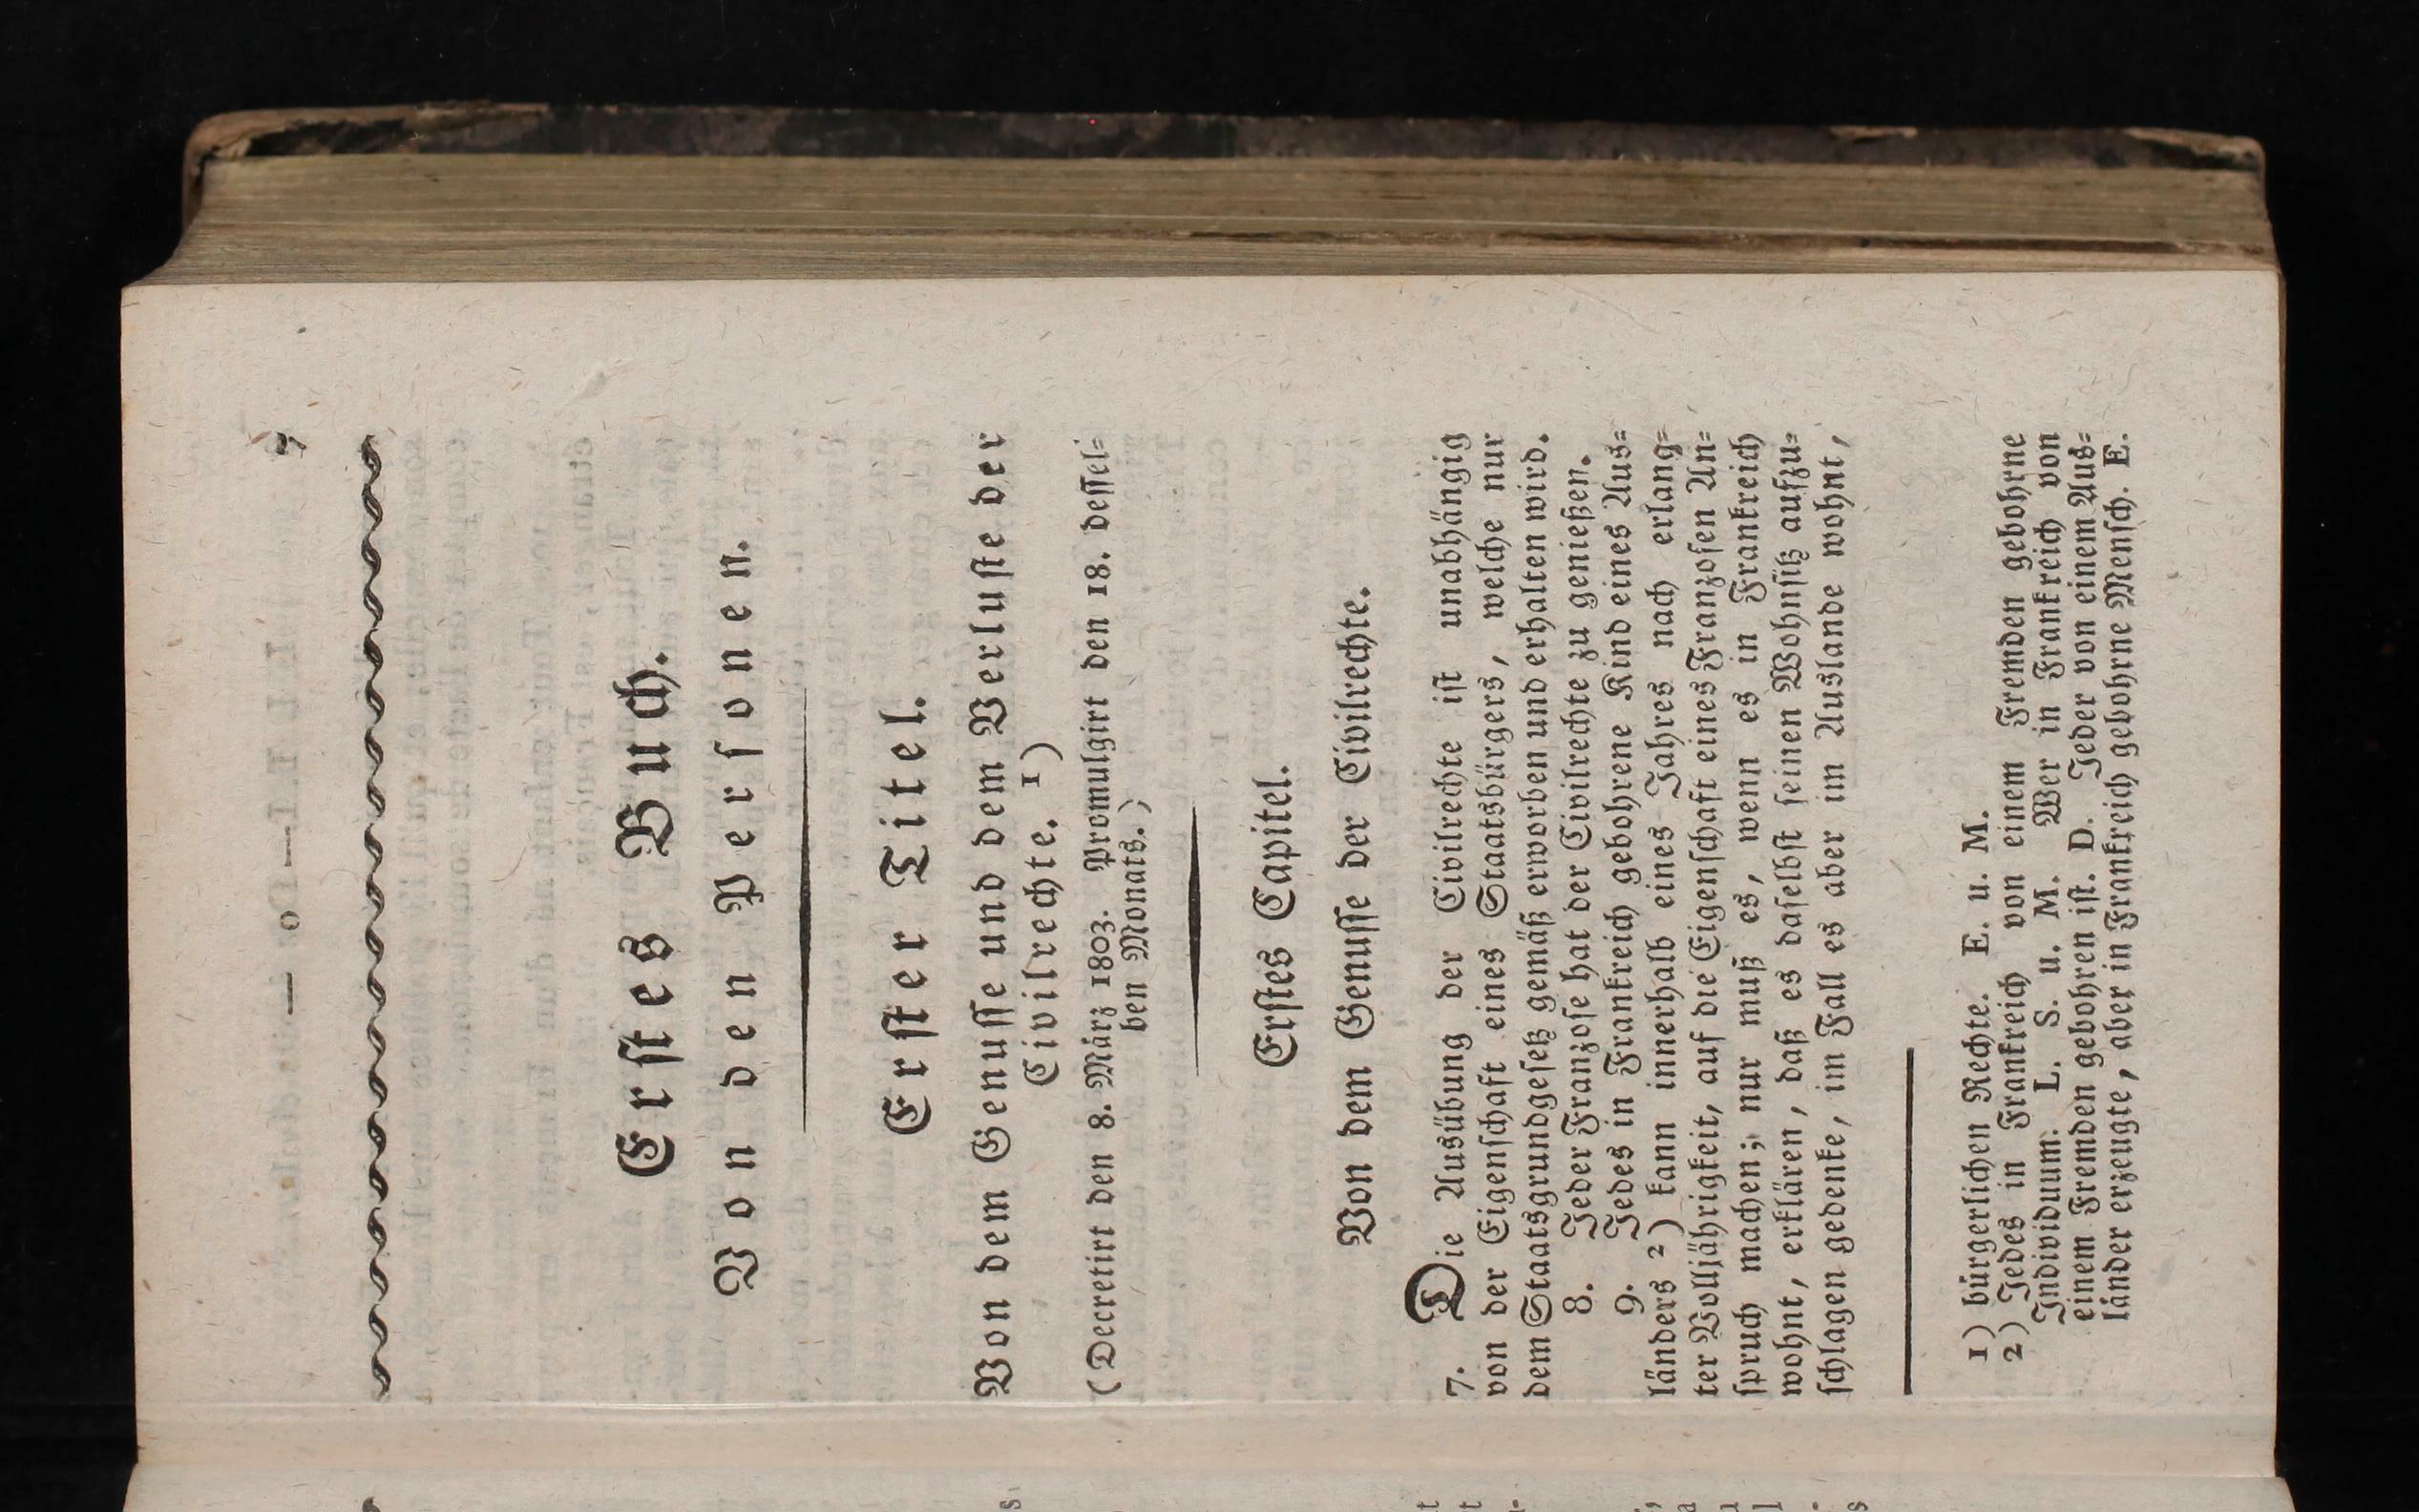 7
Erstes Buch.
Von den Personen.
Erster Titel.
Von dem Genusse und dem Verluste der
Civilrechte. 1)
(Decretirt den 8. März 1803. Promulgirt den 18. dessel=
ben Monats.)
Erstes Capitel.
Von dem Genusse der Civilrechte.
7. Die Ausübung der Civilrechte ist unabhängig
von der Eigenschaft eines Staatsbürgers, welche nur
dem Staatsgrundgesetz gemäß erworben und erhalten wird.
8. Jeder Franzose hat der Civilrechte zu genießen.
9. Jedes in Frankreich gebohrene Kind eines Aus=
länders 2) kann innerhalb eines Jahres nach erlang=
ter Volljährigkeit, auf die Eigenschaft eines Franzosen An=
spruch machen; nur muß es, wenn es in Frankreich
wohnt, erklären, daß es daselbst seinen Wohnsitz aufzu=
schlagen gedenke, im Fall es aber im Auslande wohnt,
1) bürgerlichen Rechte. E. u. M.
2) Jedes in Frankreich von einem Fremden gebohrne
Individuum. L. S. u. M. Wer in Frankreich von
einem Fremden gebohren ist. D. Jeder von einem Aus=
länder erzeugte, aber in Frankreich gebohrne Mensch. E.